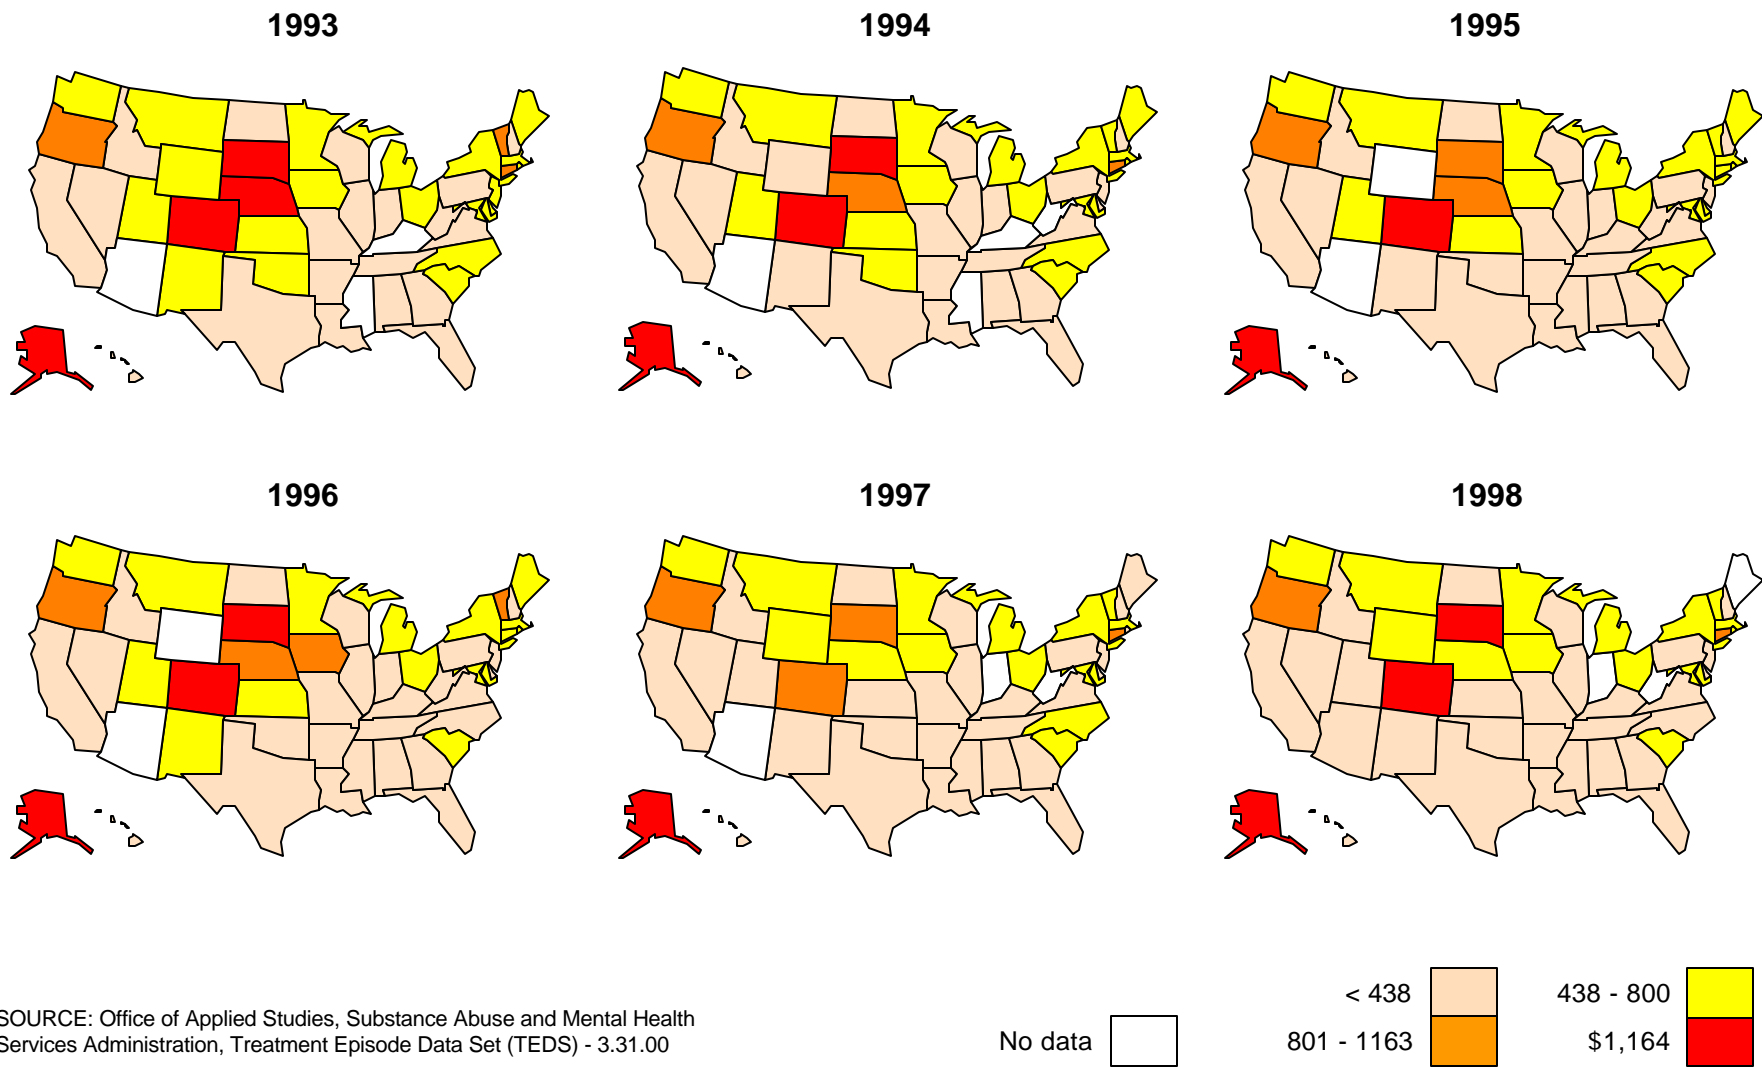 1993
1994
1995
1996
1997
1998
SOURCE: Office of Applied Studies, Substance Abuse and Mental Health
Services Administration, Treatment Episode Data Set (TEDS) - 3.31.00
No data
< 438
438 - 800
801 - 1163
$1,164